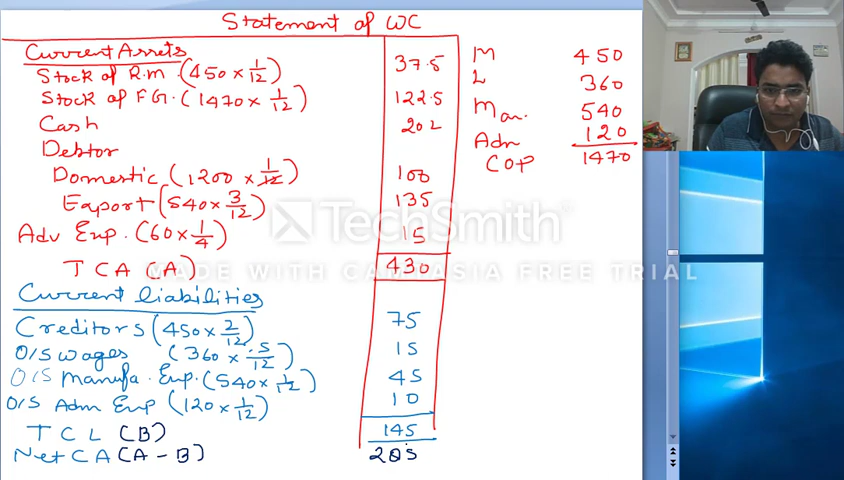 Statement of WC
Current Assets
Stock of R.m. (450 x 1/12) 37.5
Stock of FG. (1470 x 1/12) 122.5
Cash 20
Debtor
Domestic (1200 x 1/12) 100
Export (540 x 3/12) 135
Adv Exp. (60 x 1/4) 15
TCA (A) 430
Current liabilities
Creditors (450 x 2/12) 75
O/S wages (360 x .5/12) 15
O/S Manufa. Exp. (540 x 1/12) 45
O/S Adm Exp (120 x 1/12) 10
TCL (B) 145
Net CA (A - B) 285
M 450
L 360
Man. 540
Adm 120
COP 1470
TechSmith
MADE WITH CAMTASIA FREE TRIAL